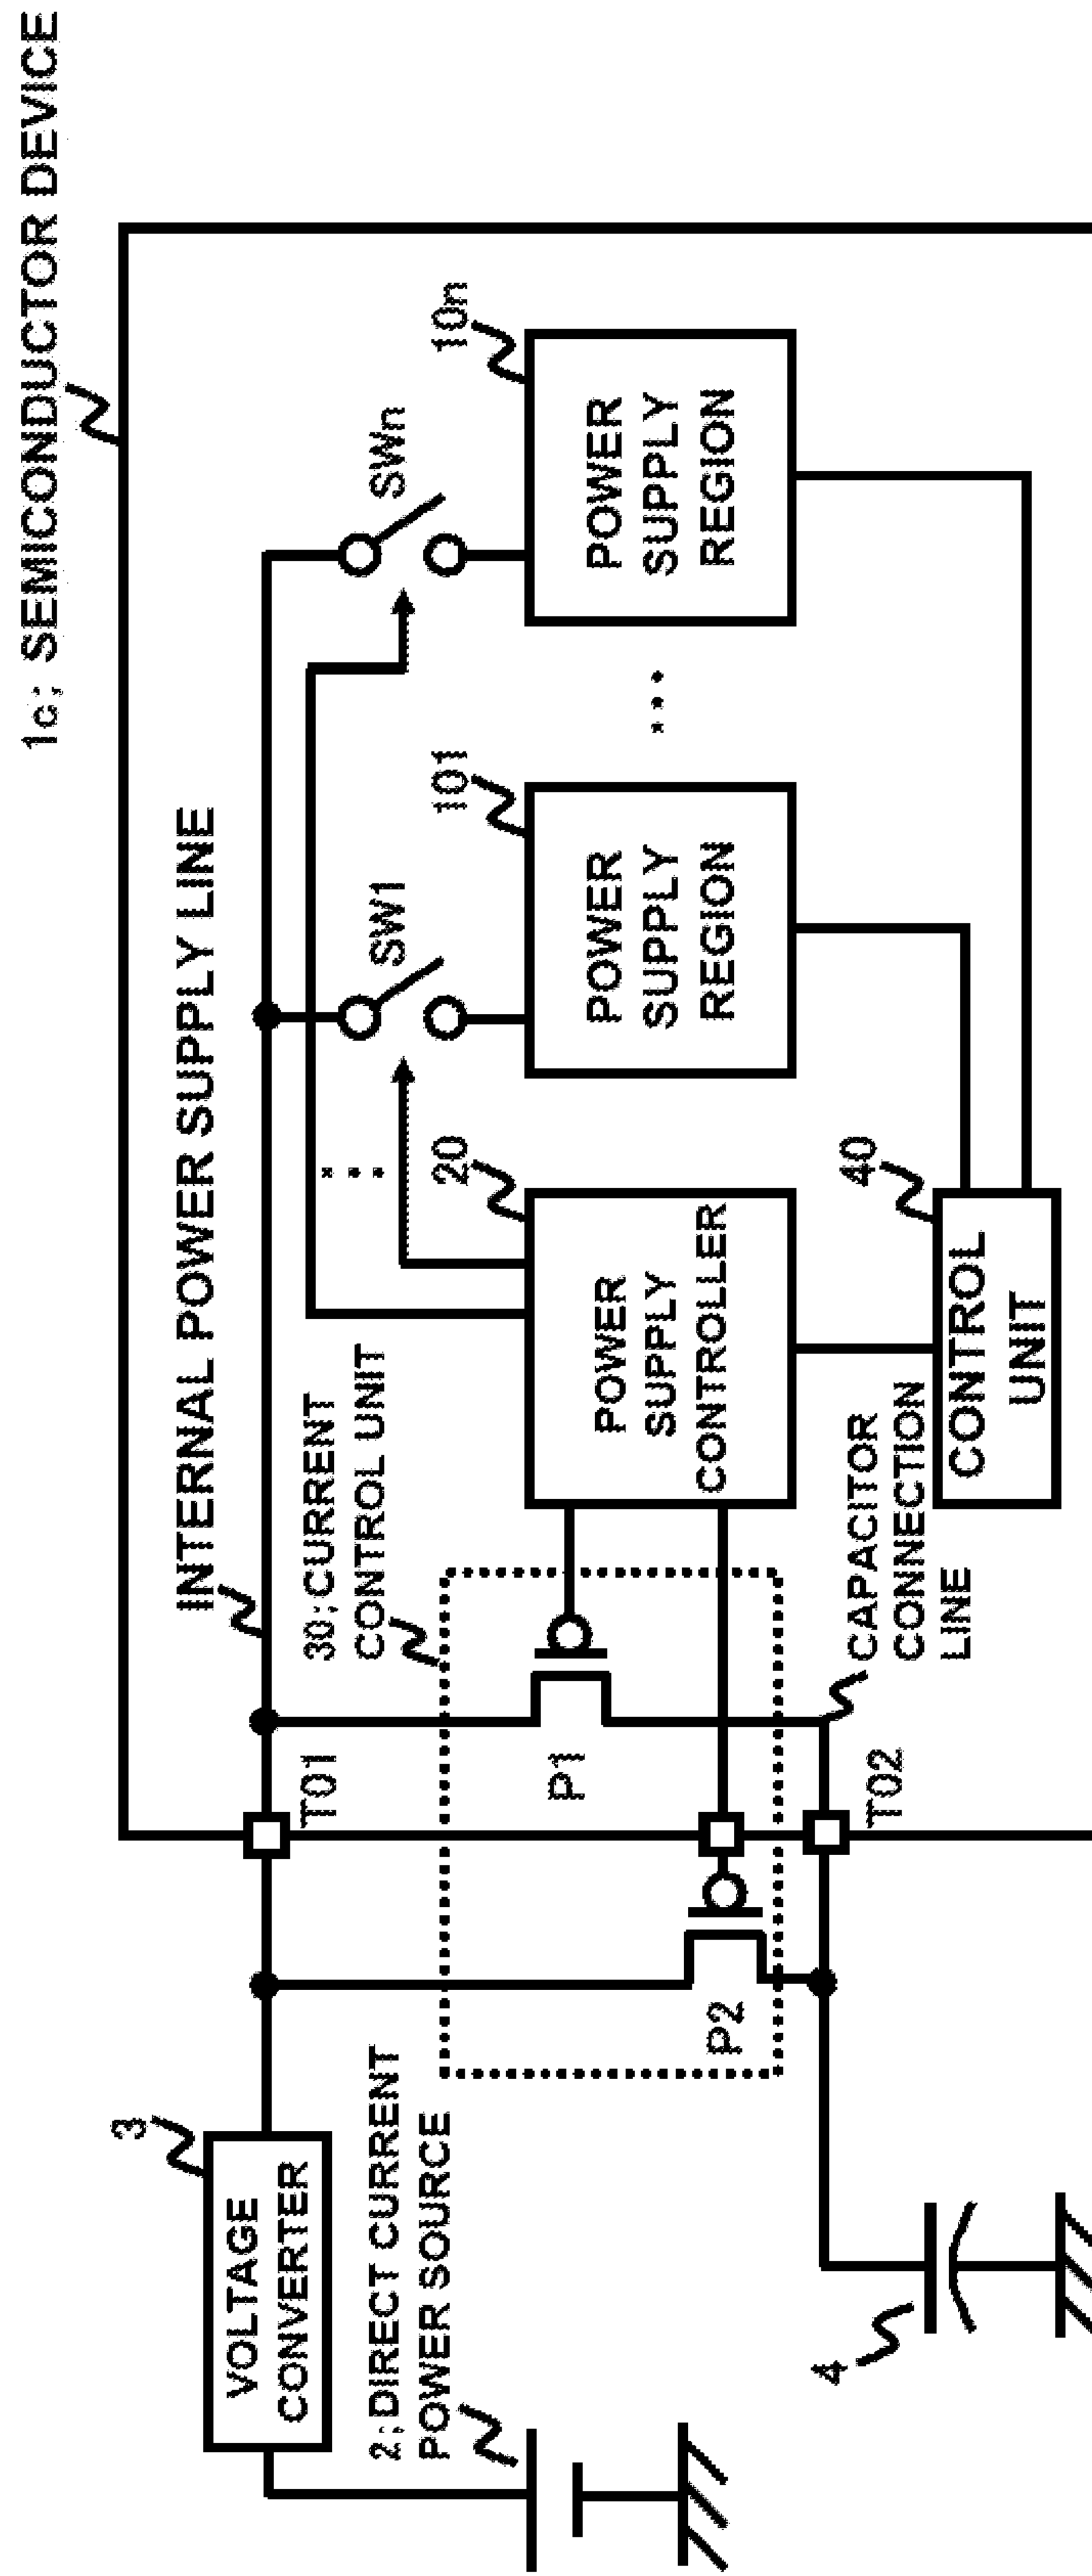 1c; SEMICONDUCTOR DEVICE
INTERNAL POWER SUPPLY LINE
3
VOLTAGE
CONVERTER
2; DIRECT CURRENT
POWER SOURCE
T01
30; CURRENT
CONTROL UNIT
P1
P2
20
POWER
SUPPLY
CONTROLLER
...
SW1
101
POWER
SUPPLY
REGION
...
SWn
10n
POWER
SUPPLY
REGION
4
T02
CAPACITOR
CONNECTION
LINE
40
CONTROL
UNIT